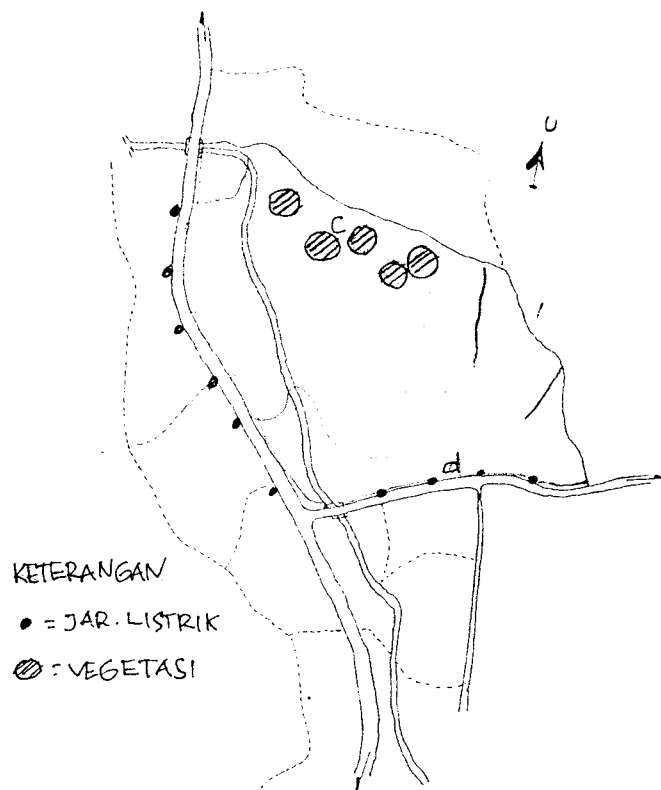 U
C
d
KETERANGAN
• = JAR. LISTRIK
= VEGETASI